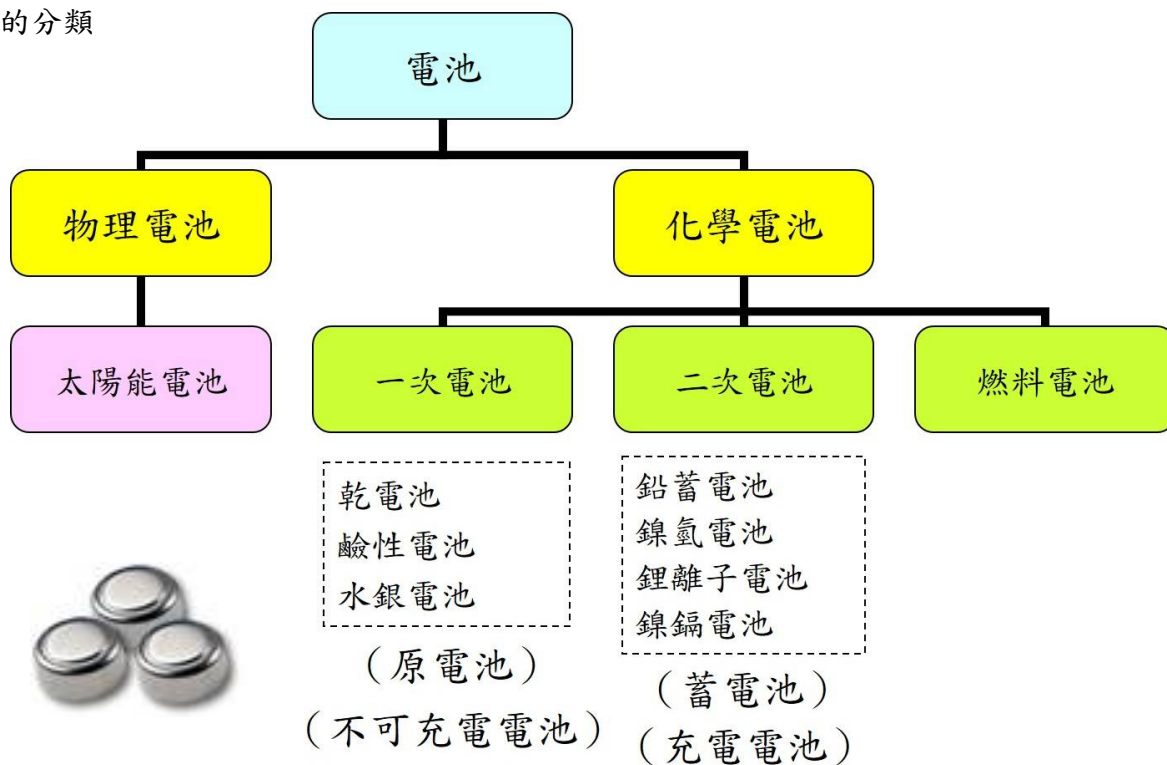 的分類
電池
物理電池
化學電池
太陽能電池
一次電池
二次電池
燃料電池
乾電池
鹼性電池
水銀電池
(原電池)
(不可充電電池)
鉛蓄電池
鎳氫電池
鋰離子電池
鎳鎘電池
(蓄電池)
(充電電池)